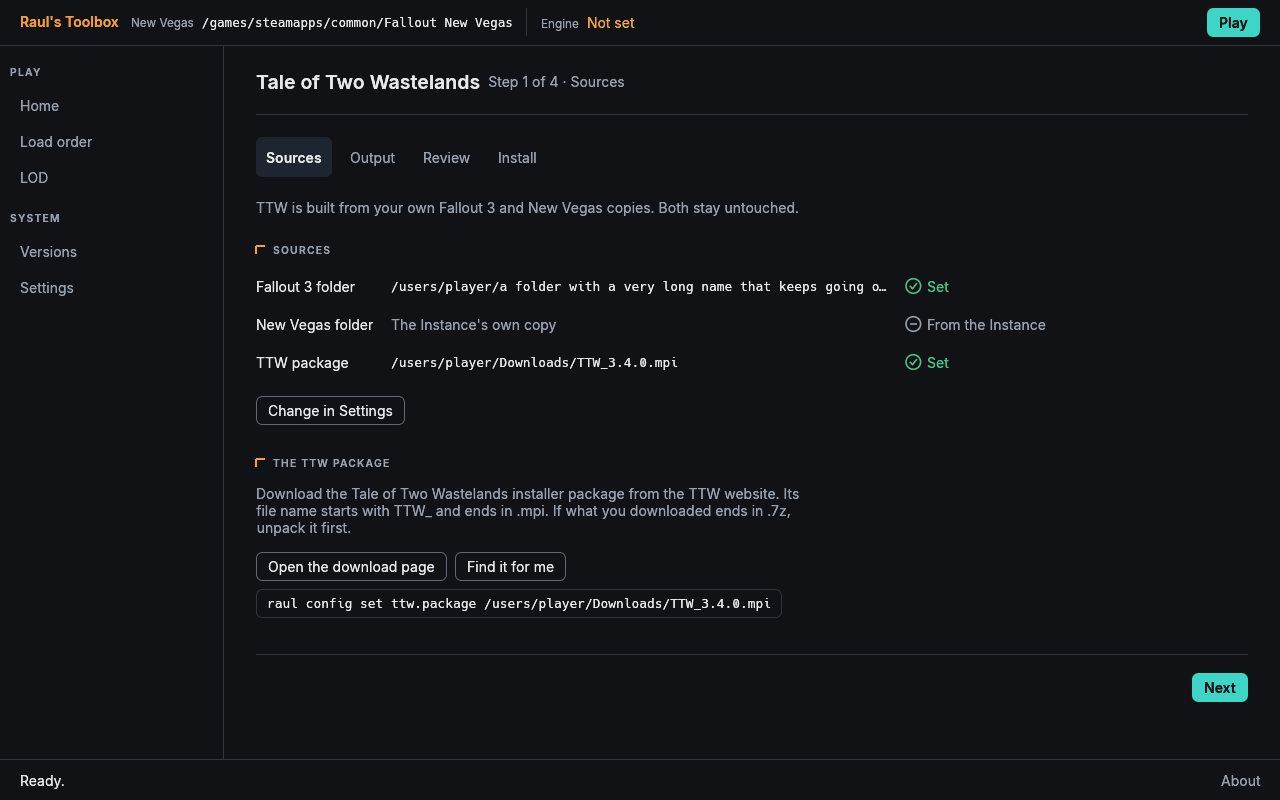 Raul's Toolbox New Vegas /games/steamapps/common/Fallout New Vegas Engine Not set Play
PLAY
Home
Load order
LOD
SYSTEM
Versions
Settings
Tale of Two Wastelands Step 1 of 4 · Sources
Sources Output Review Install
TTW is built from your own Fallout 3 and New Vegas copies. Both stay untouched.
SOURCES
Fallout 3 folder /users/player/a folder with a very long name that keeps going o… Set
New Vegas folder The Instance's own copy From the Instance
TTW package /users/player/Downloads/TTW_3.4.0.mpi Set
Change in Settings
THE TTW PACKAGE
Download the Tale of Two Wastelands installer package from the TTW website. Its
file name starts with TTW_ and ends in .mpi. If what you downloaded ends in .7z,
unpack it first.
Open the download page Find it for me
raul config set ttw.package /users/player/Downloads/TTW_3.4.0.mpi
Next
Ready. About